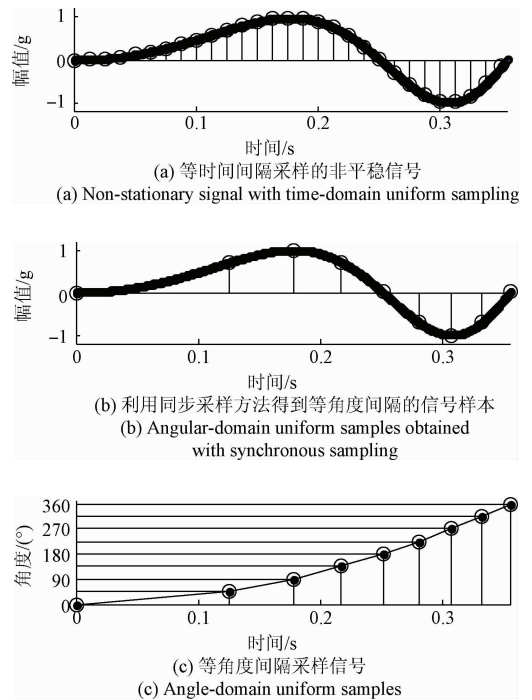 1
0
−1
幅值/g
0
0.1
0.2
0.3
时间/s
(a) 等时间间隔采样的非平稳信号
(a) Non-stationary signal with time-domain uniform sampling
1
0
−1
幅值/g
0
0.1
0.2
0.3
时间/s
(b) 利用同步采样方法得到等角度间隔的信号样本
(b) Angular-domain uniform samples obtained
with synchronous sampling
360
270
180
90
0
角度/(°)
0
0.1
0.2
0.3
时间/s
(c) 等角度间隔采样信号
(c) Angle-domain uniform samples